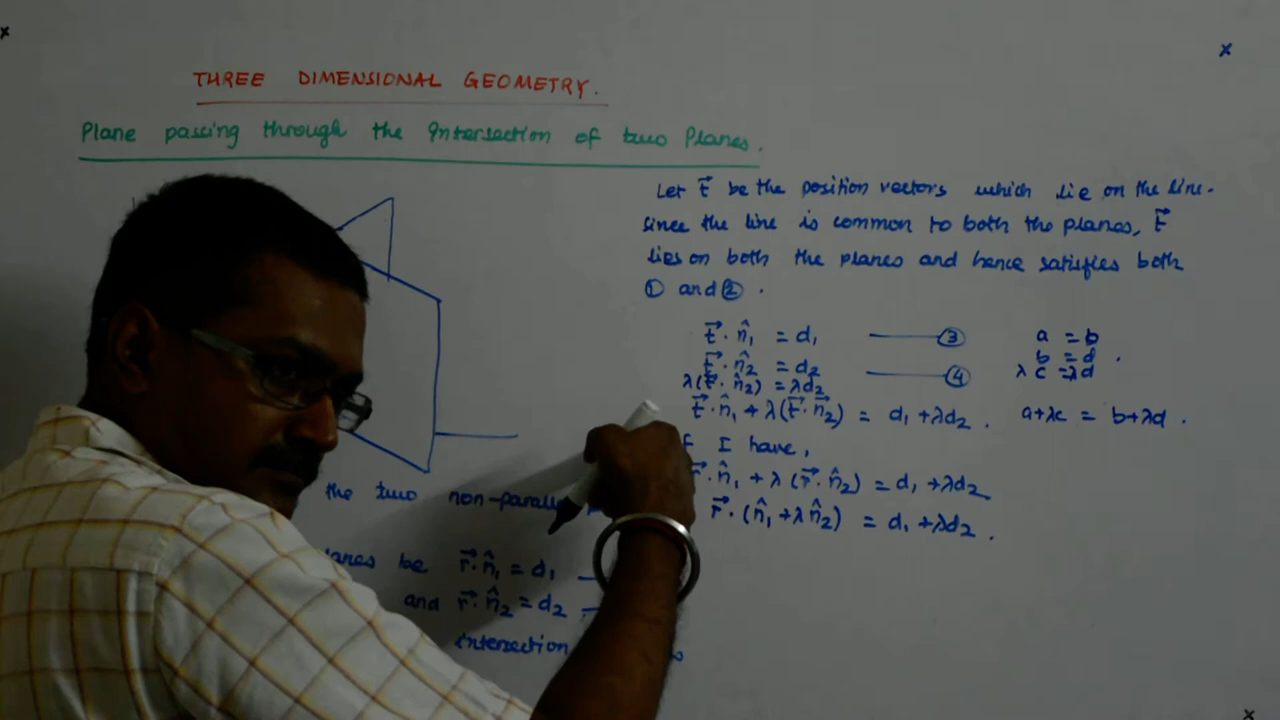 THREE DIMENSIONAL GEOMETRY.
Plane passing through the intersection of two Planes.
the two non-parallel
planes be r⃗·n̂₁ = d₁
and r⃗·n̂₂ = d₂
intersection
Let t⃗ be the position vectors which lie on the line.
since the line is common to both the planes, t⃗
lies on both the planes and hence satisfies both
① and ② .
t⃗·n̂₁ = d₁ ③ a = b
t⃗·n̂₂ = d₂ ④ b = d .
λ(t⃗·n̂₂) = λd₂ λc = λd
t⃗·n̂₁ + λ(t⃗·n̂₂) = d₁ + λd₂ . a+λc = b+λd .
I have,
r⃗·n̂₁ + λ(r⃗·n̂₂) = d₁ + λd₂
r⃗·(n̂₁ + λn̂₂) = d₁ + λd₂ .